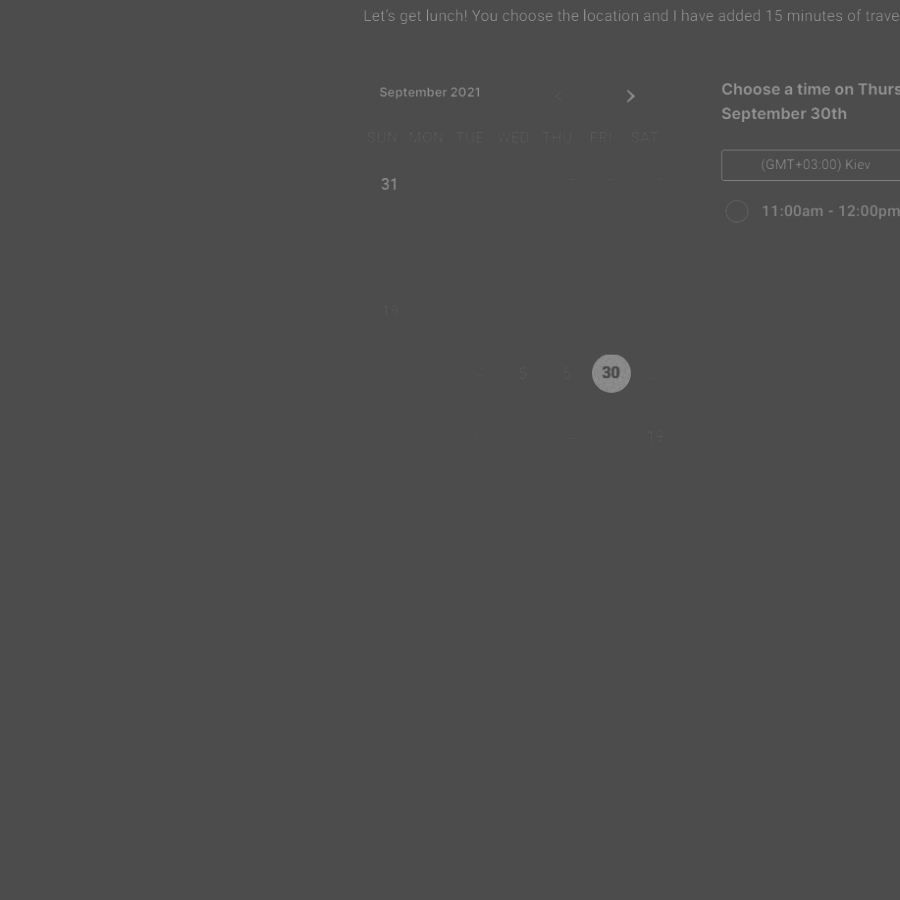 Let's get lunch! You choose the location and I have added 15 minutes of trave
September 2021
SUN MON TUE WED THU FRI SAT
31
19
5 5 30
19
Choose a time on Thurs
September 30th
(GMT+03:00) Kiev
11:00am - 12:00pm